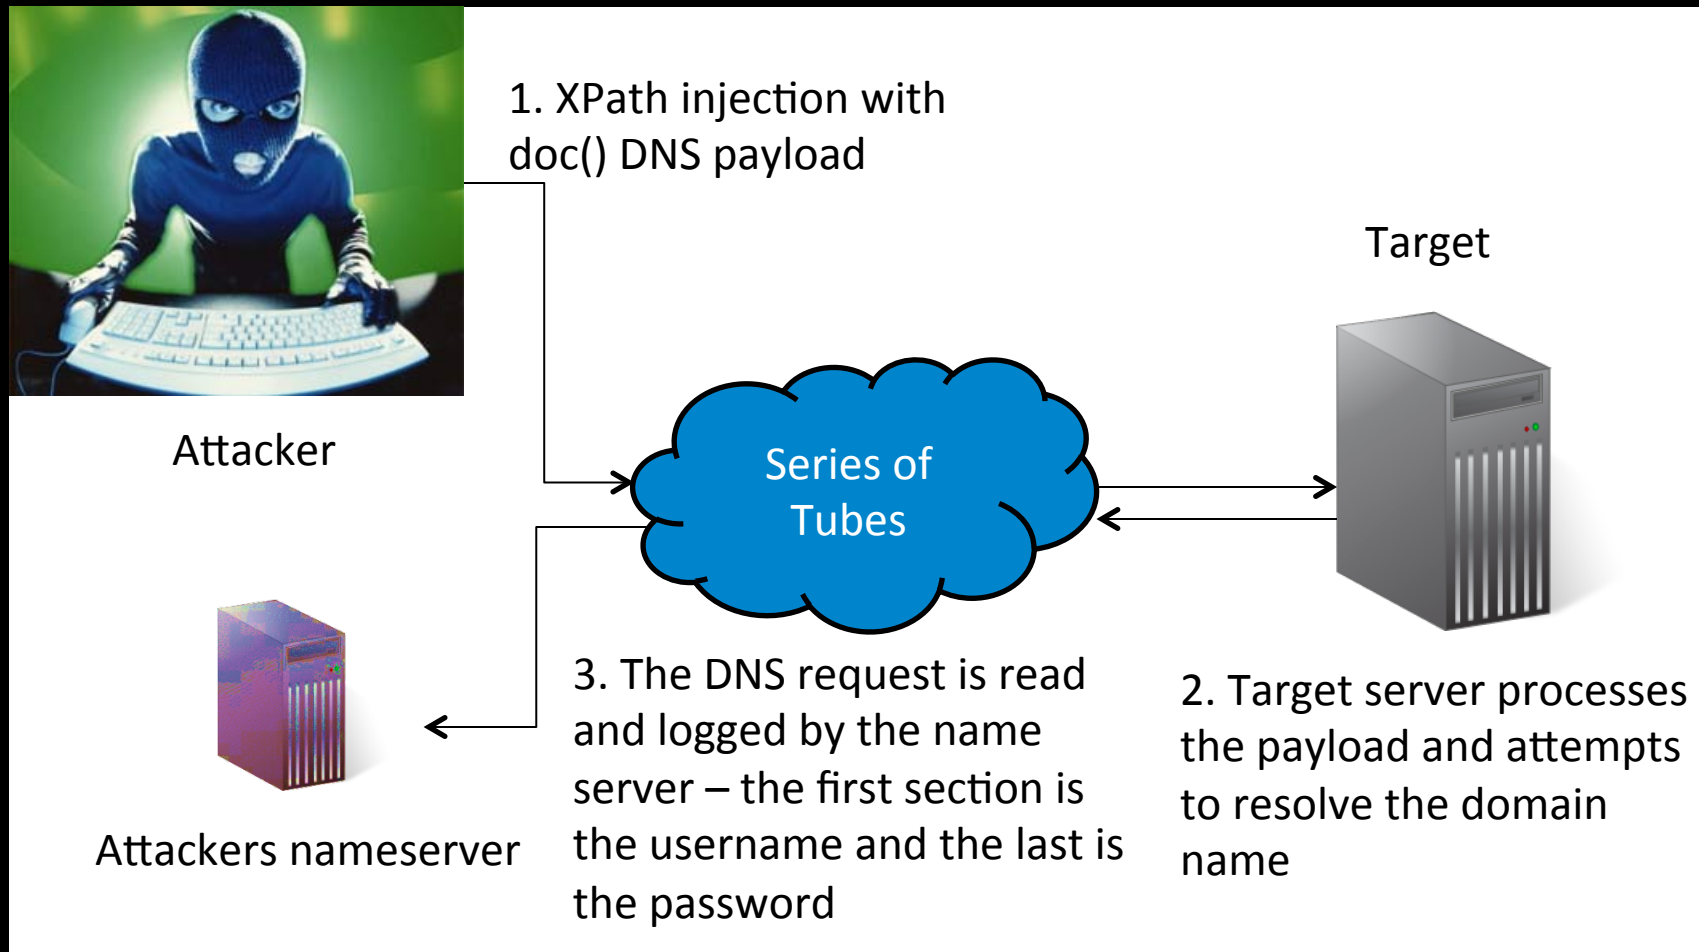 1. XPath injection with
doc() DNS payload
Target
Attacker
Series of
Tubes
3. The DNS request is read
and logged by the name
server – the first section is
the username and the last is
the password
2. Target server processes
the payload and attempts
to resolve the domain
name
Attackers nameserver